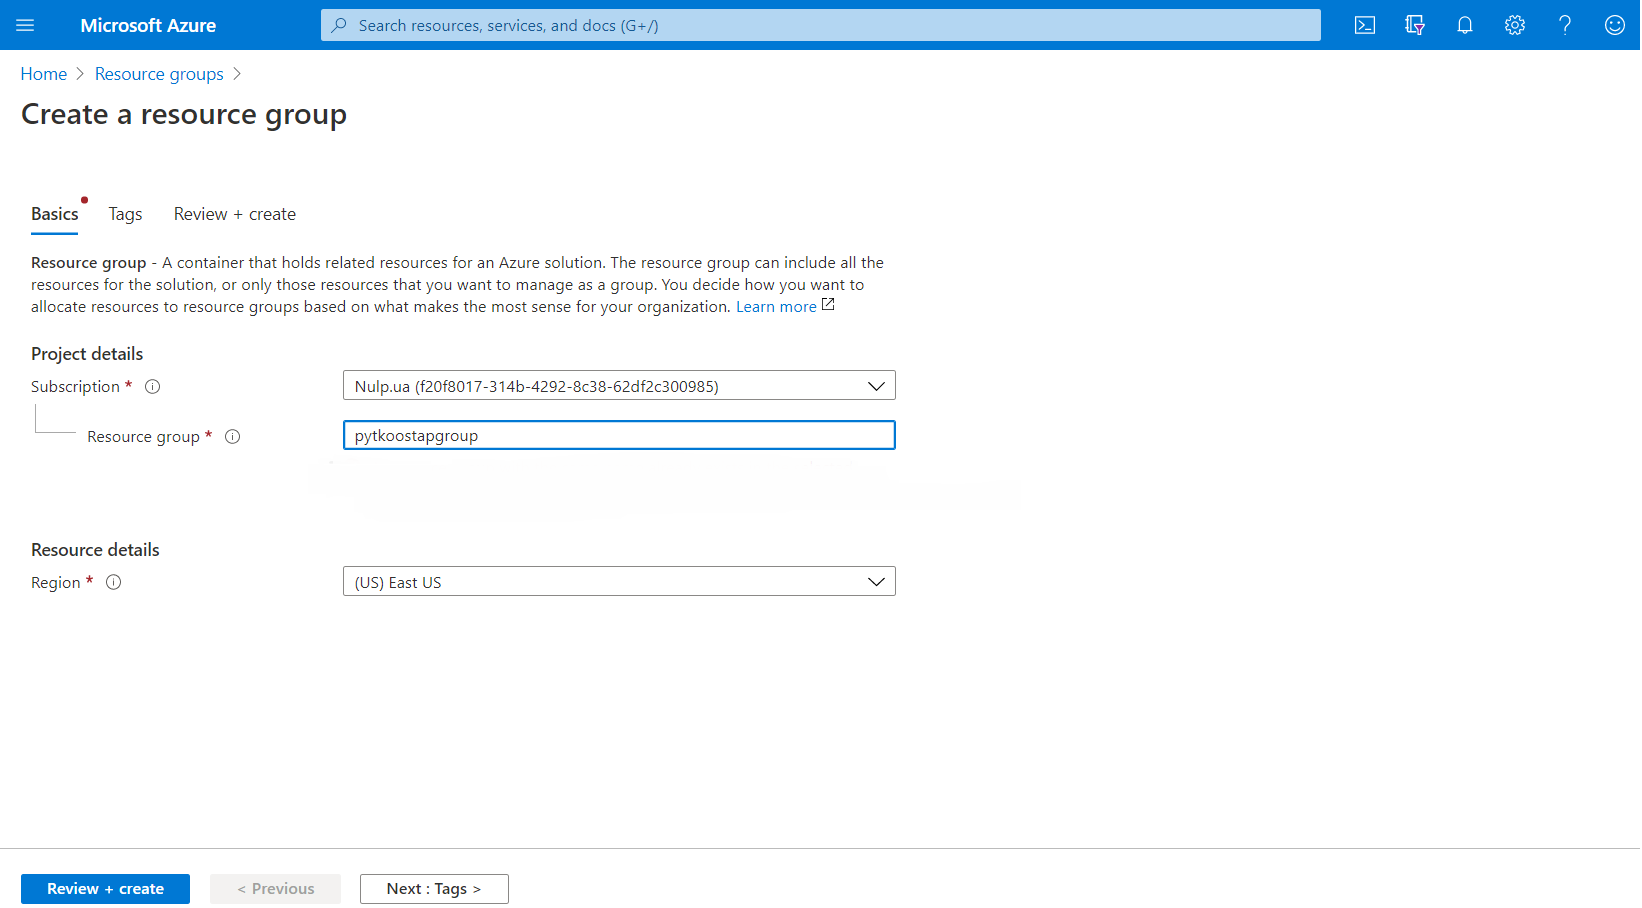 Microsoft Azure
Search resources, services, and docs (G+/)
Home > Resource groups >
Create a resource group
Basics Tags Review + create
Resource group - A container that holds related resources for an Azure solution. The resource group can include all the
resources for the solution, or only those resources that you want to manage as a group. You decide how you want to
allocate resources to resource groups based on what makes the most sense for your organization. Learn more
Project details
Subscription * Nulp.ua (f20f8017-314b-4292-8c38-62df2c300985)
Resource group * pytkoostapgroup
Resource details
Region * (US) East US
Review + create < Previous Next : Tags >